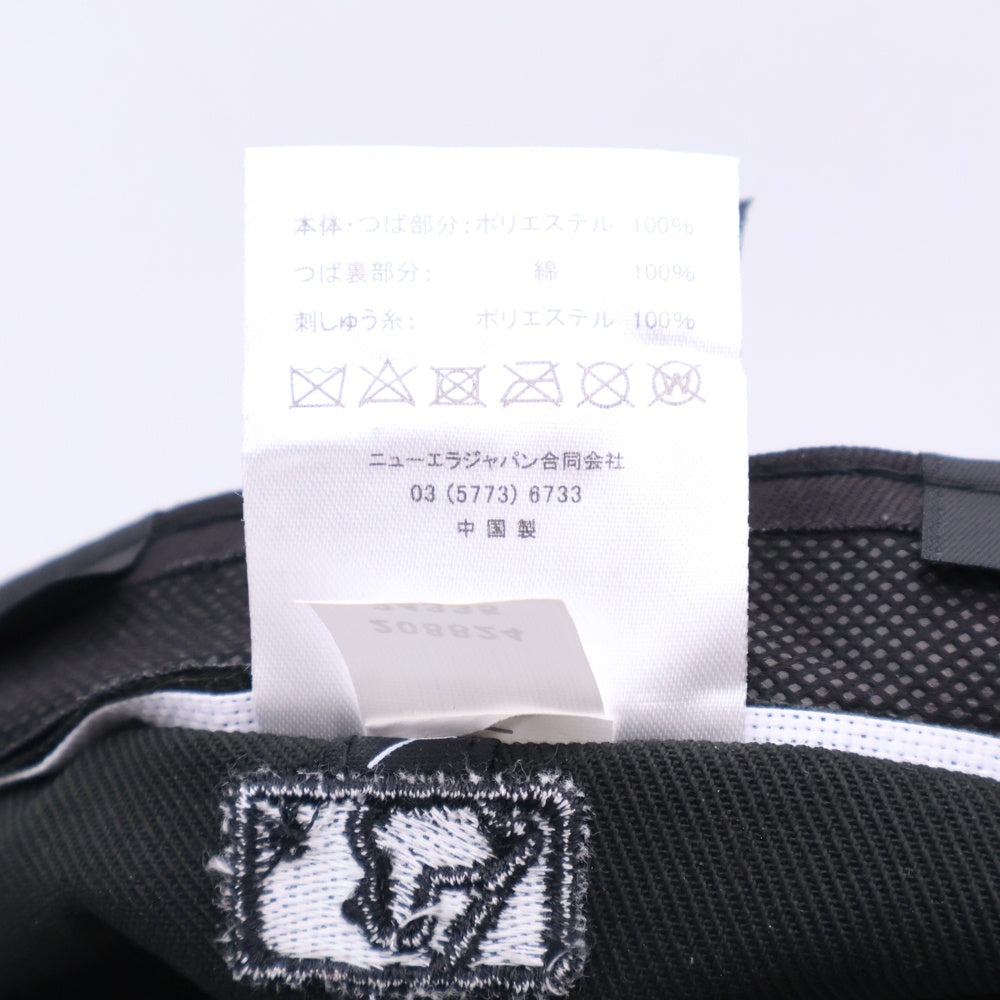 本体・つば部分:ポリエステル 100%
つば裏部分: 綿 100%
刺しゅう糸: ポリエステル 100%
W
ニューエラジャパン合同会社
03 (5773) 6733
中国製
208824